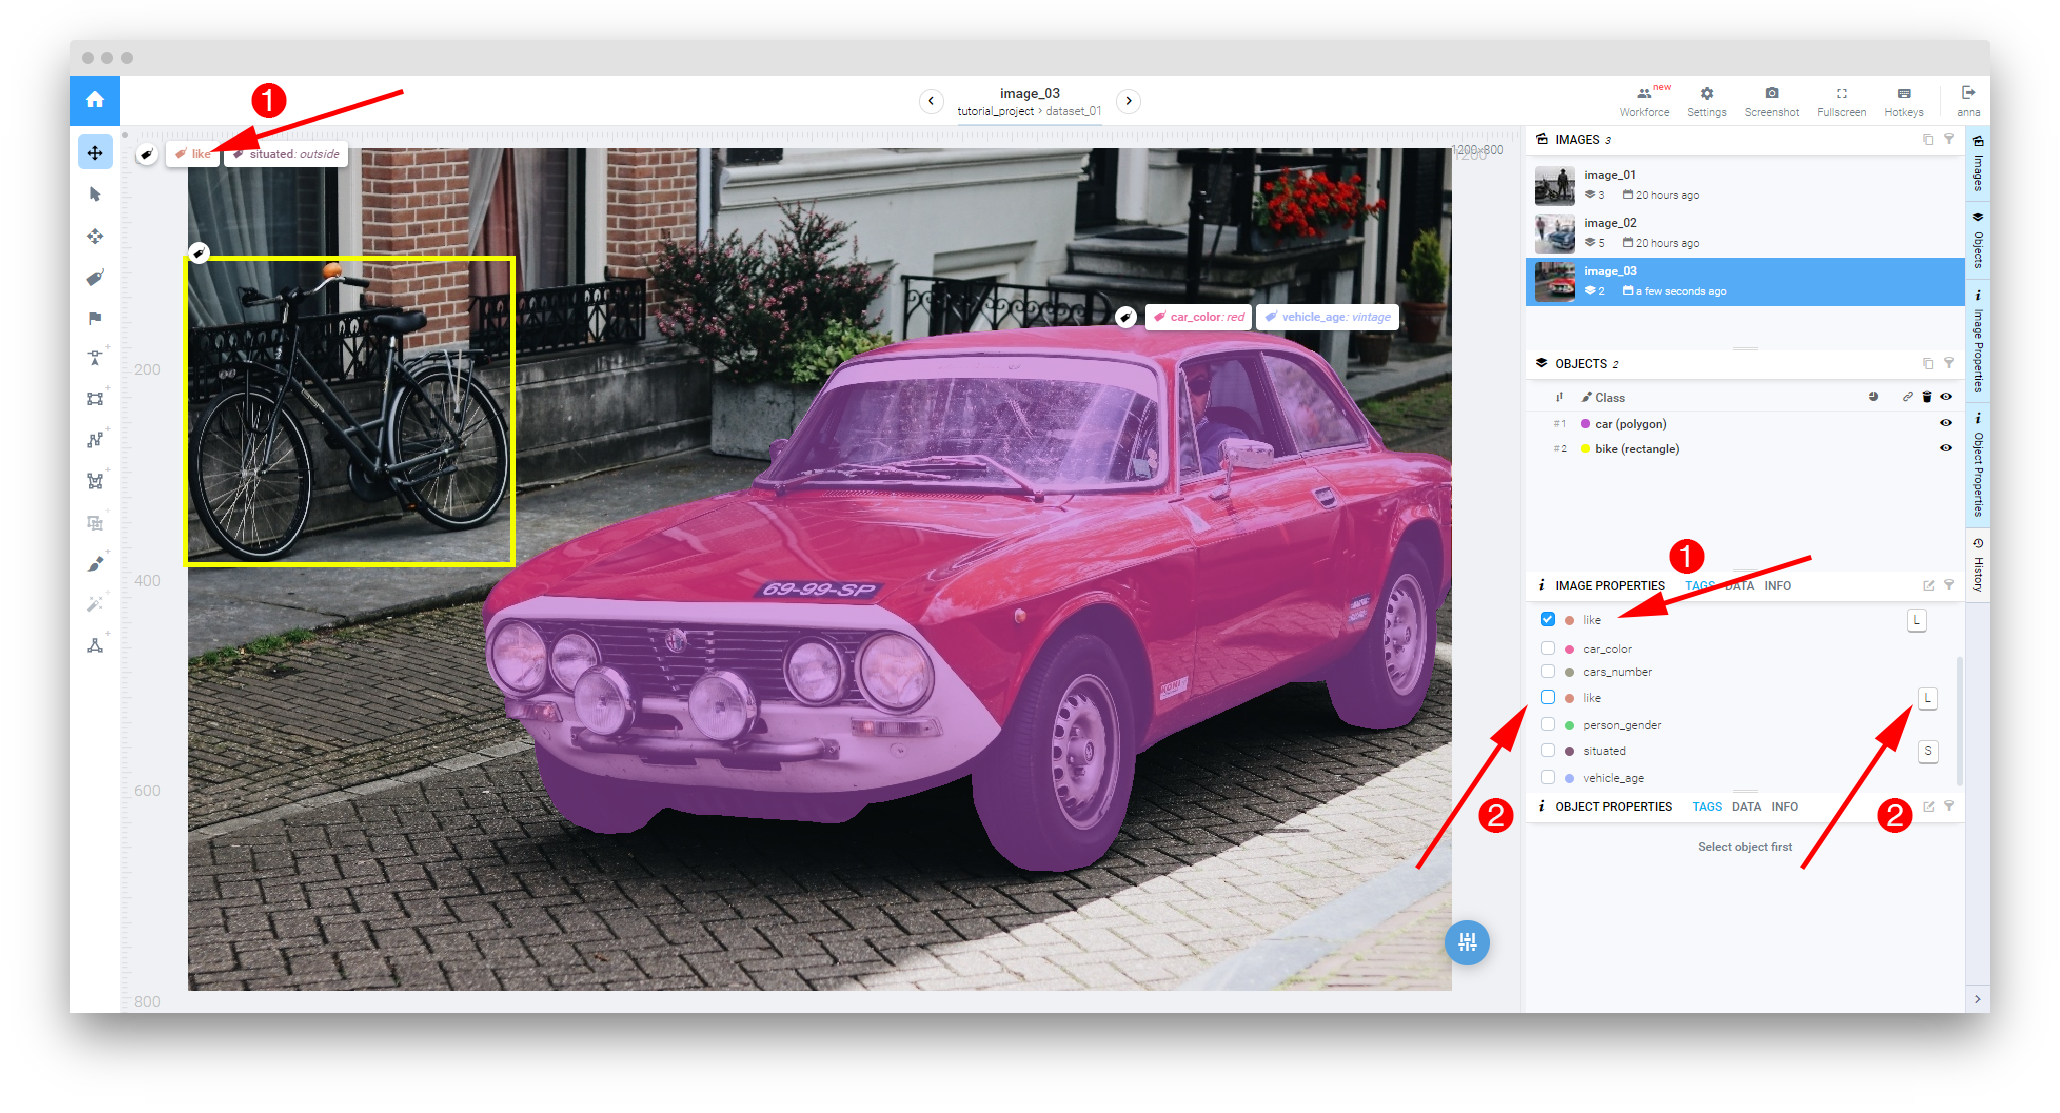 image_03
tutorial_project > dataset_01
new
Workforce
Settings
Screenshot
Fullscreen
Hotkeys
anna
1
like
situated: outside
1200×800
1200
200
400
600
800
car_color: red
vehicle_age: vintage
69-99-SP
IMAGES 3
image_01
3 20 hours ago
image_02
5 20 hours ago
image_03
2 a few seconds ago
OBJECTS 2
Class
#1 car (polygon)
#2 bike (rectangle)
1
IMAGE PROPERTIES TAGS DATA INFO
like L
car_color
cars_number
like L
person_gender
situated S
vehicle_age
2
2
OBJECT PROPERTIES TAGS DATA INFO
Select object first
Images
Objects
Image Properties
Object Properties
History